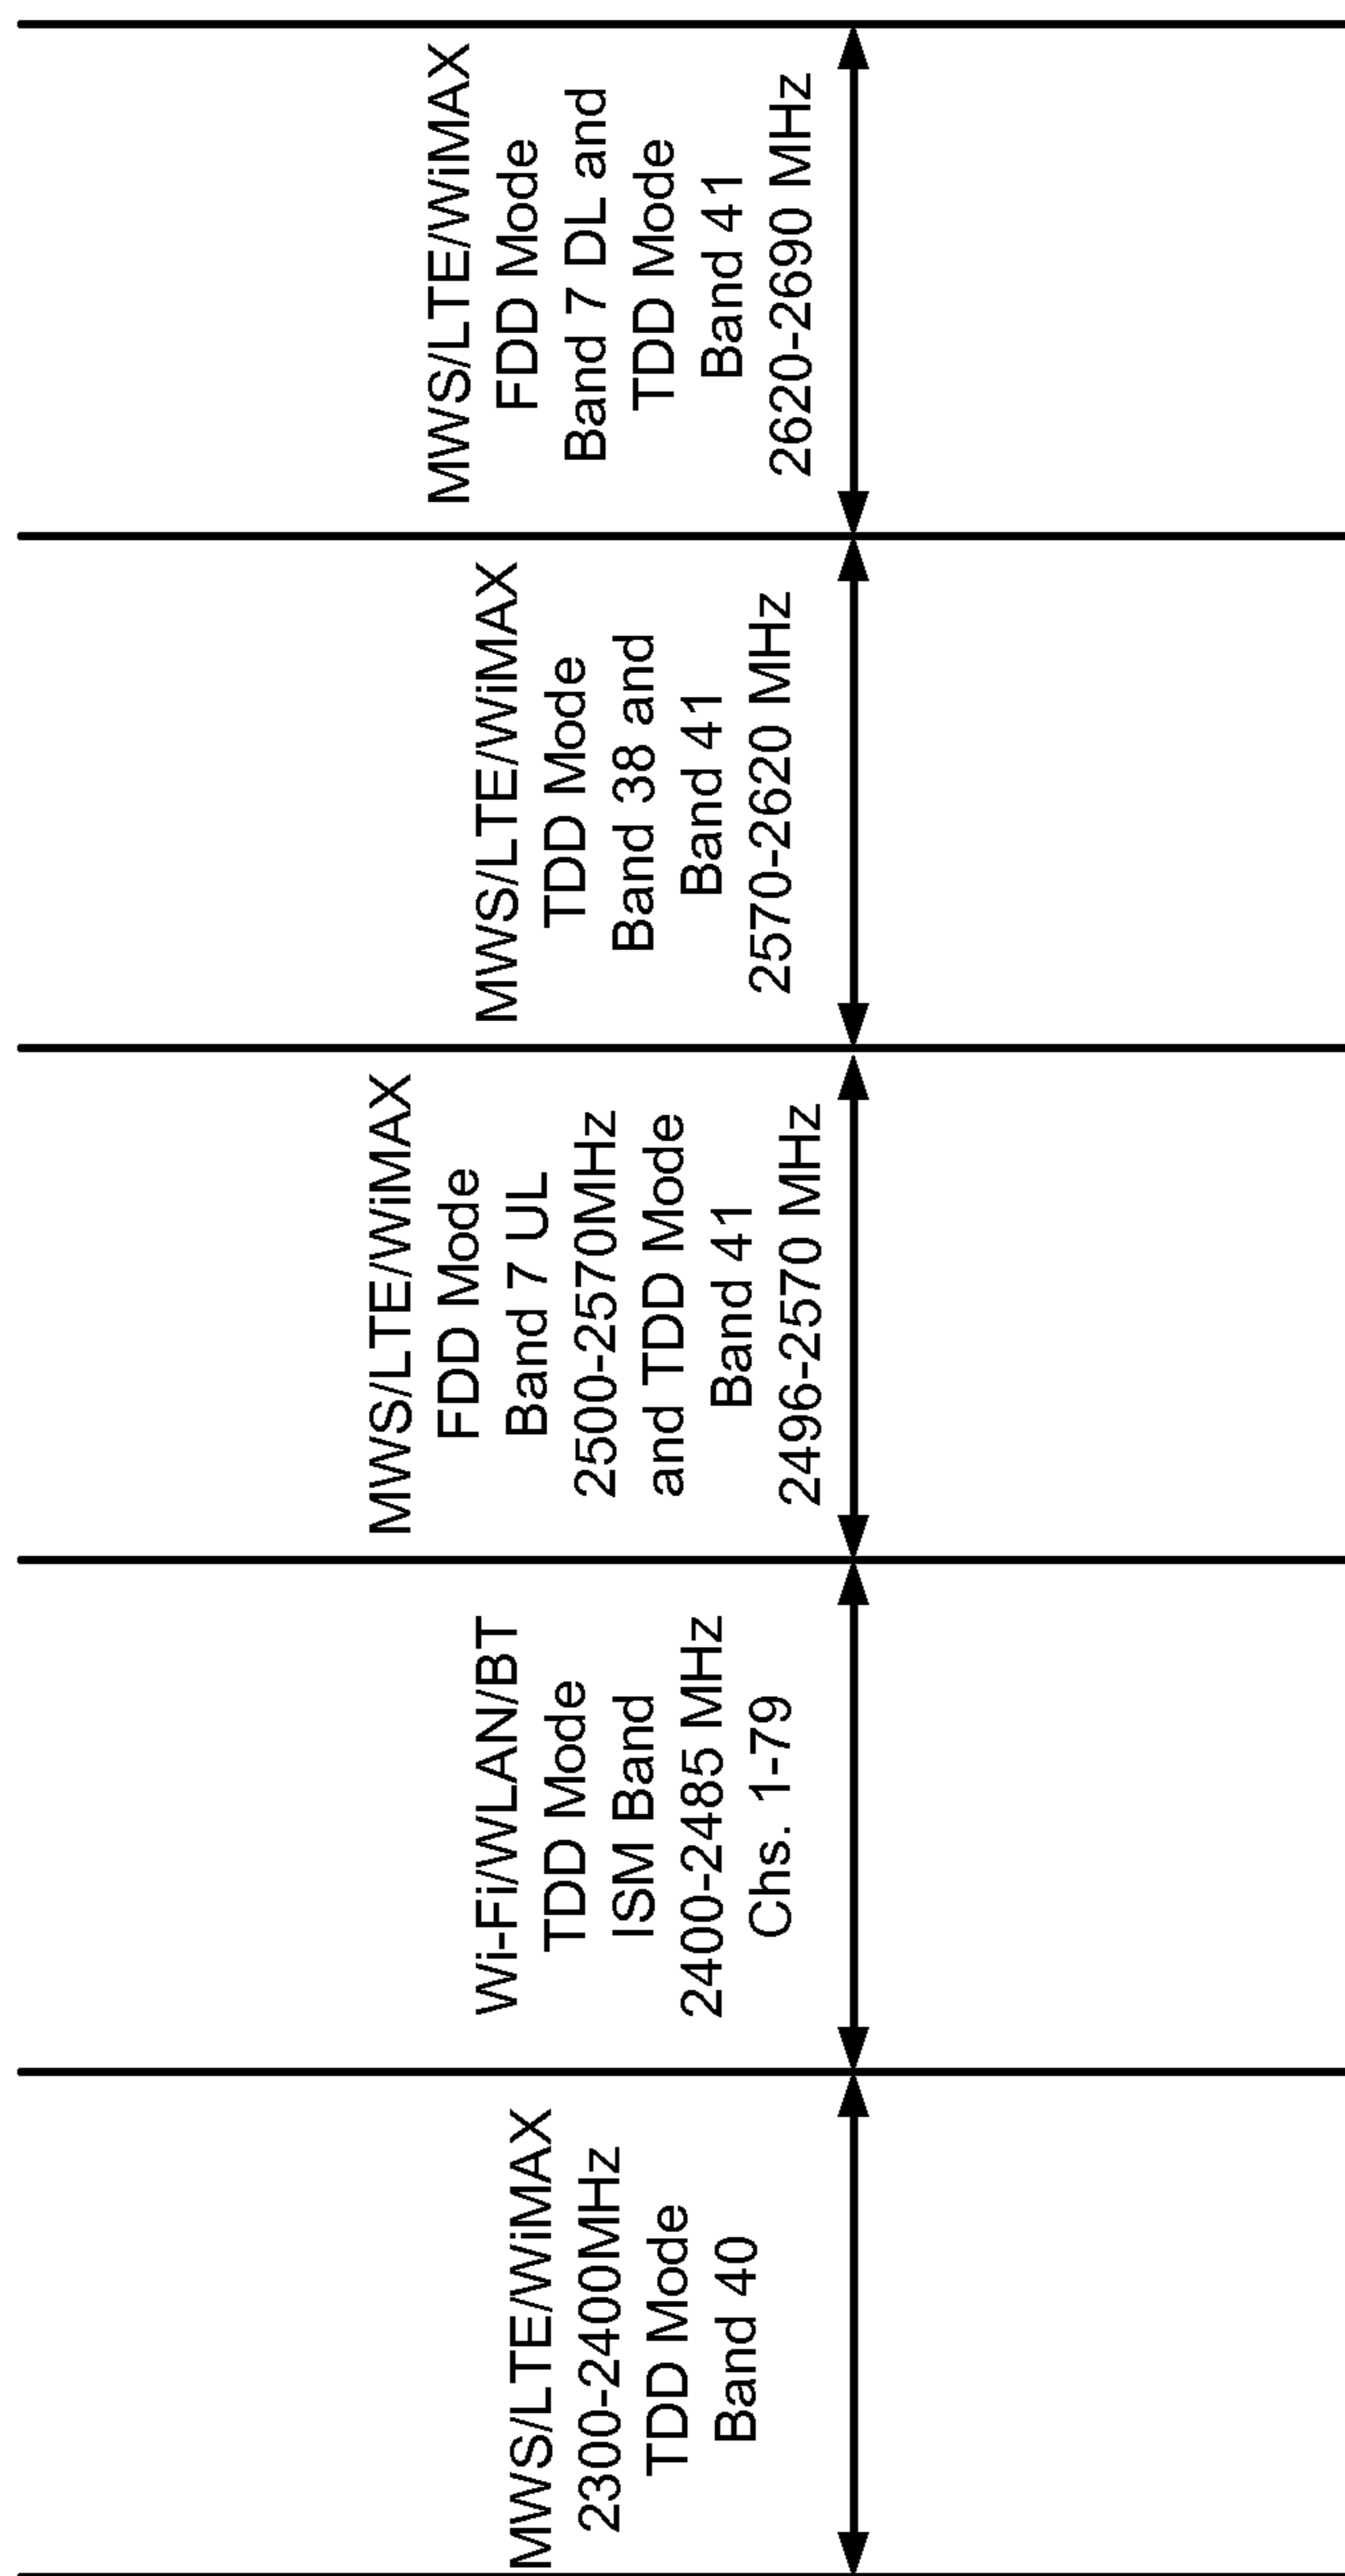 MWS/LTE/WiMAX
2300-2400MHz
TDD Mode
Band 40
Wi-Fi/WLAN/BT
TDD Mode
ISM Band
2400-2485 MHz
Chs. 1-79
MWS/LTE/WiMAX
FDD Mode
Band 7 UL
2500-2570MHz
and TDD Mode
Band 41
2496-2570 MHz
MWS/LTE/WiMAX
TDD Mode
Band 38 and
Band 41
2570-2620 MHz
MWS/LTE/WiMAX
FDD Mode
Band 7 DL and
TDD Mode
Band 41
2620-2690 MHz